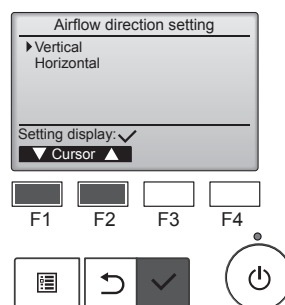 Airflow direction setting
Vertical
Horizontal
Setting display:
Cursor
F1 F2 F3 F4